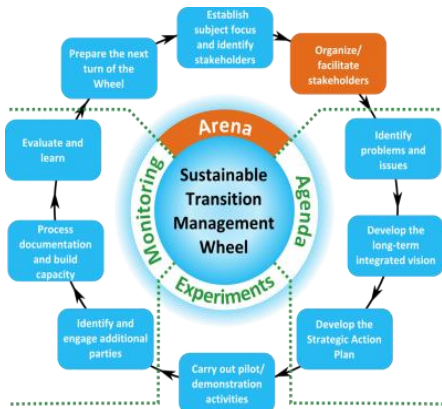 Establish
subject focus
and identify
stakeholders
Organize/
facilitate
stakeholders
Identify
problems and
issues
Develop the
long-term
integrated vision
Develop the
Strategic Action
Plan
Carry out pilot/
demonstration
activities
Identify and
engage additional
parties
Process
documentation
and build
capacity
Evaluate and
learn
Prepare the next
turn of the
Wheel
Arena
Agenda
Experiments
Monitoring
Sustainable
Transition
Management
Wheel